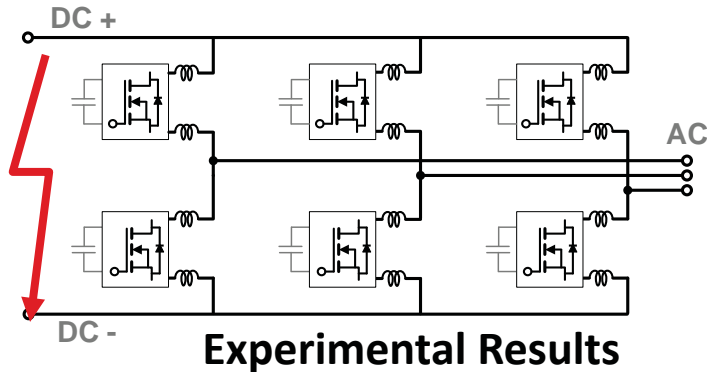 DC +
AC
DC -
Experimental Results